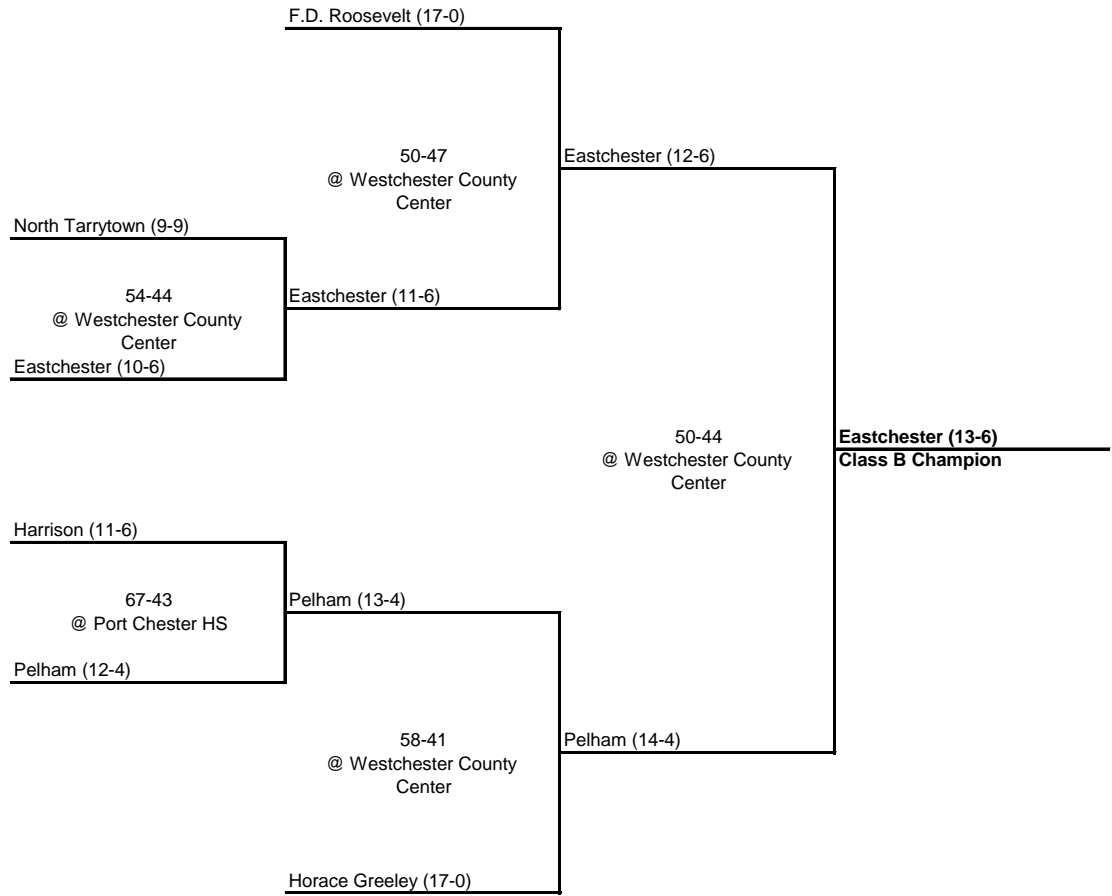 F.D. Roosevelt (17-0)
50-47
@ Westchester County
Center
Eastchester (12-6)
North Tarrytown (9-9)
54-44
@ Westchester County
Center
Eastchester (11-6)
Eastchester (10-6)
50-44
@ Westchester County
Center
Eastchester (13-6)
Class B Champion
Harrison (11-6)
67-43
@ Port Chester HS
Pelham (13-4)
Pelham (12-4)
58-41
@ Westchester County
Center
Pelham (14-4)
Horace Greeley (17-0)